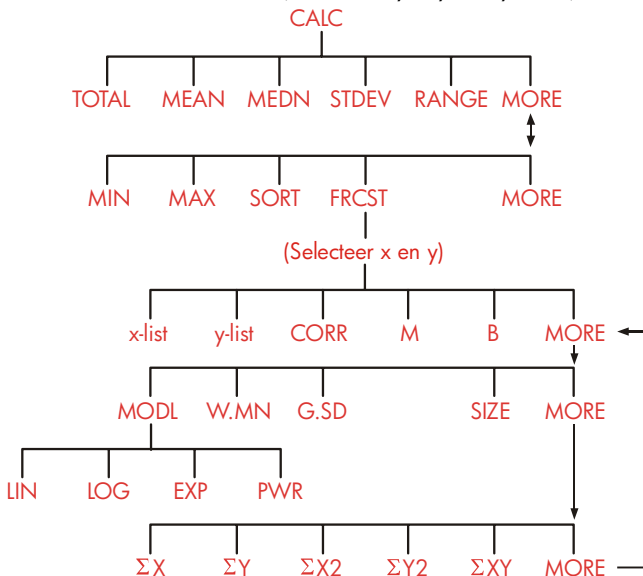 CALC
TOTAL MEAN MEDN STDEV RANGE MORE
MIN MAX SORT FRCST MORE
(Selecteer x en y)
x-list y-list CORR M B MORE
MODL W.MN G.SD SIZE MORE
LIN LOG EXP PWR
ΣX ΣY ΣX2 ΣY2 ΣXY MORE